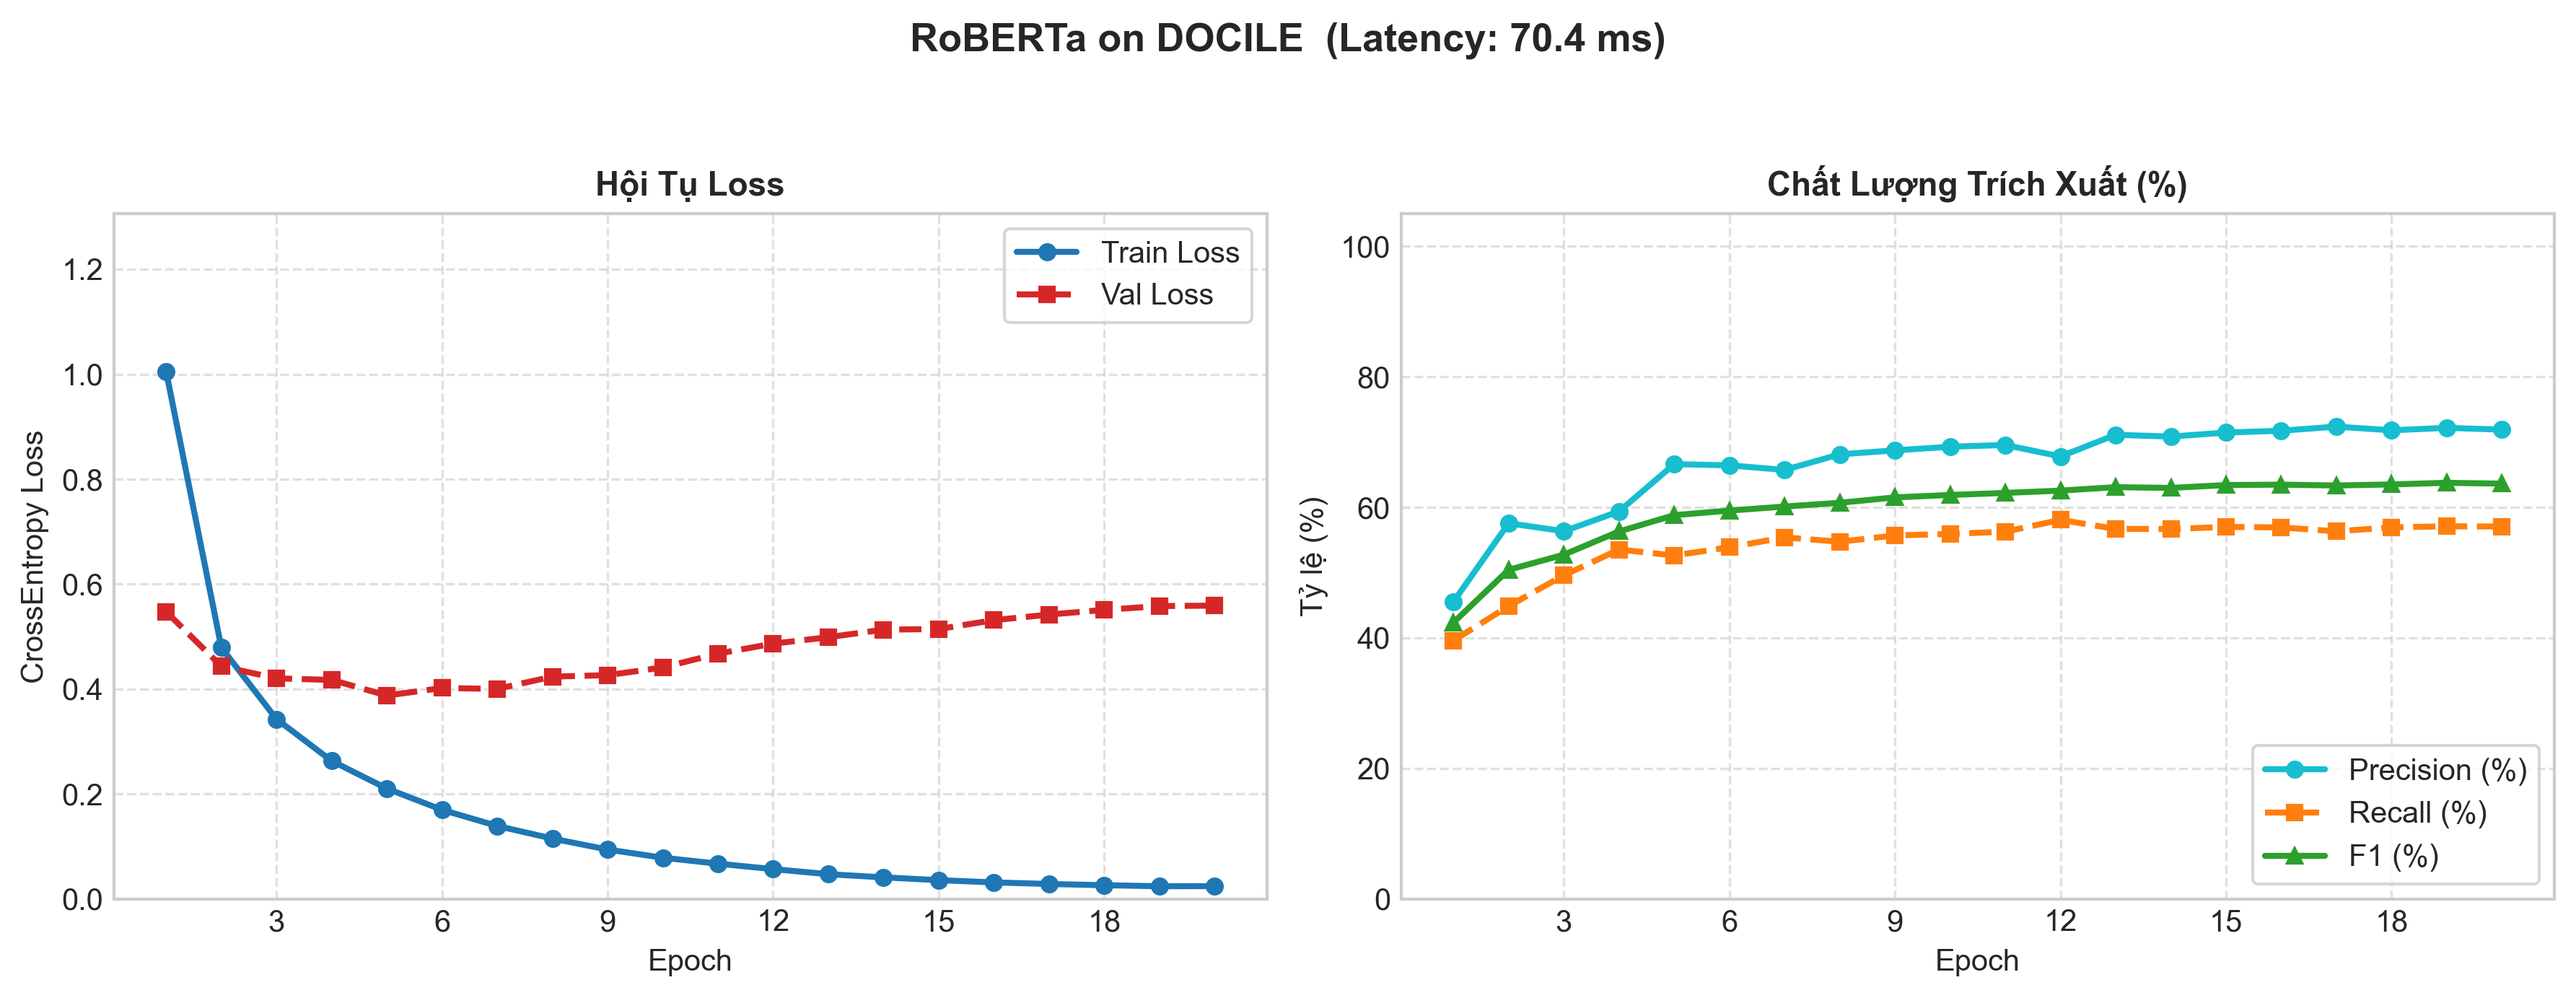 RoBERTa on DOCILE  (Latency: 70.4 ms)
Hội Tụ Loss
CrossEntropy Loss
1.2
1.0
0.8
0.6
0.4
0.2
0.0
Train Loss
Val Loss
3 6 9 12 15 18
Epoch
Chất Lượng Trích Xuất (%)
Tỷ lệ (%)
100
80
60
40
20
0
Precision (%)
Recall (%)
F1 (%)
3 6 9 12 15 18
Epoch